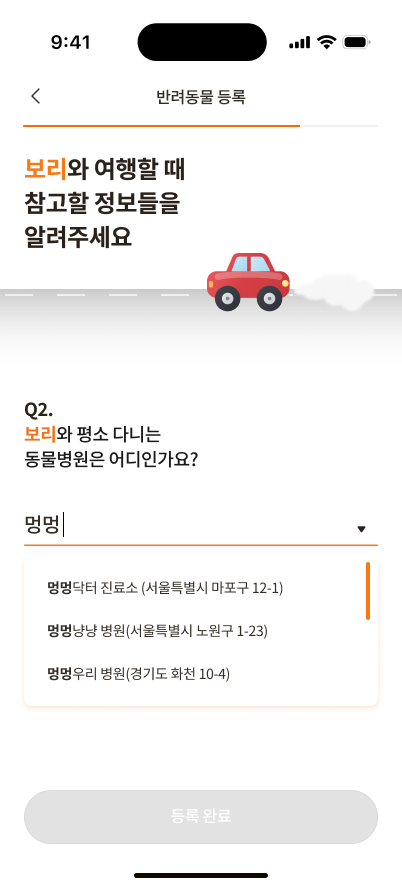 9:41
반려동물 등록
보리와 여행할 때
참고할 정보들을
알려주세요
Q2.
보리와 평소 다니는
동물병원은 어디인가요?
멍멍
멍멍닥터 진료소 (서울특별시 마포구 12-1)
멍멍냥냥 병원(서울특별시 노원구 1-23)
멍멍우리 병원(경기도 화천 10-4)
등록 완료